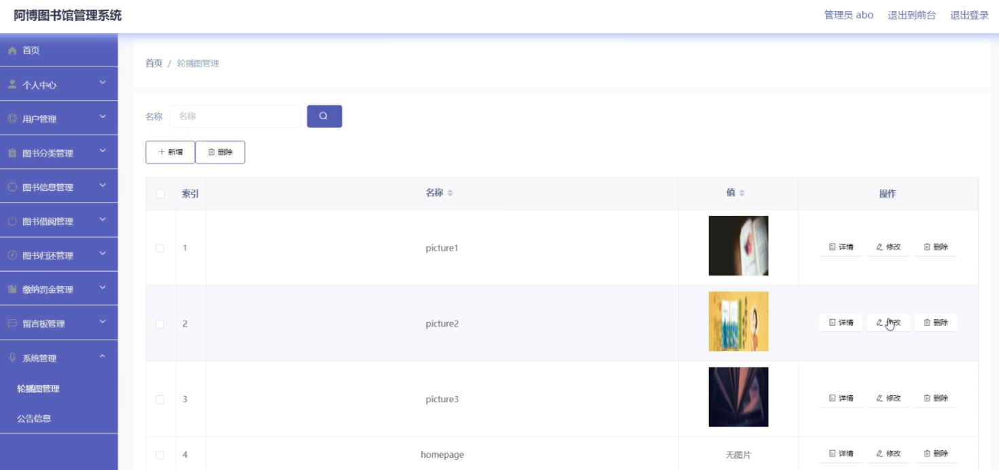 阿博图书馆管理系统
管理员 abo 退出到前台 退出登录
首页
个人中心
用户管理
图书分类管理
图书信息管理
图书借阅管理
图书归还管理
缴纳罚金管理
留言板管理
系统管理
轮播图管理
公告信息
首页 / 轮播图管理
名称 名称
新增 删除
索引 名称 值 操作
1 picture1 详情 修改 删除
2 picture2 详情 修改 删除
3 picture3 详情 修改 删除
4 homepage 无图片 详情 修改 删除